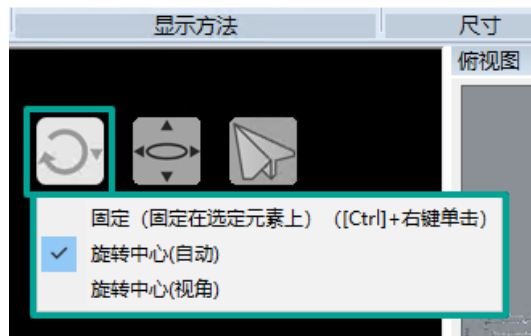 显示方法
尺寸
俯视图
固定（固定在选定元素上）([Ctrl]+右键单击)
旋转中心(自动)
旋转中心(视角)